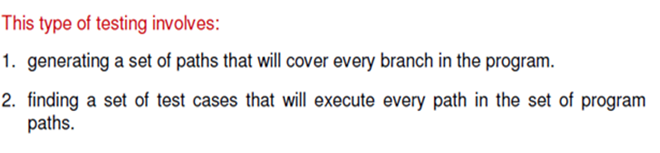 This type of testing involves:
1. generating a set of paths that will cover every branch in the program.
2. finding a set of test cases that will execute every path in the set of program
paths.